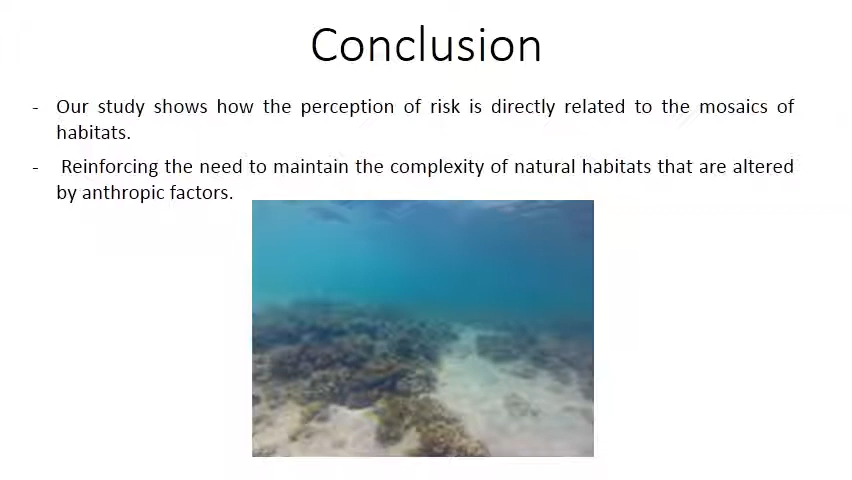 Conclusion
- Our study shows how the perception of risk is directly related to the mosaics of
habitats.
- Reinforcing the need to maintain the complexity of natural habitats that are altered
by anthropic factors.